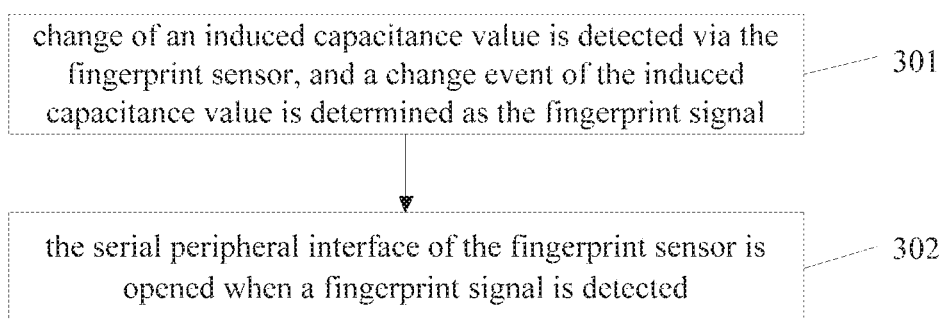 change of an induced capacitance value is detected via the
fingerprint sensor, and a change event of the induced
capacitance value is determined as the fingerprint signal
301
the serial peripheral interface of the fingerprint sensor is
opened when a fingerprint signal is detected
302